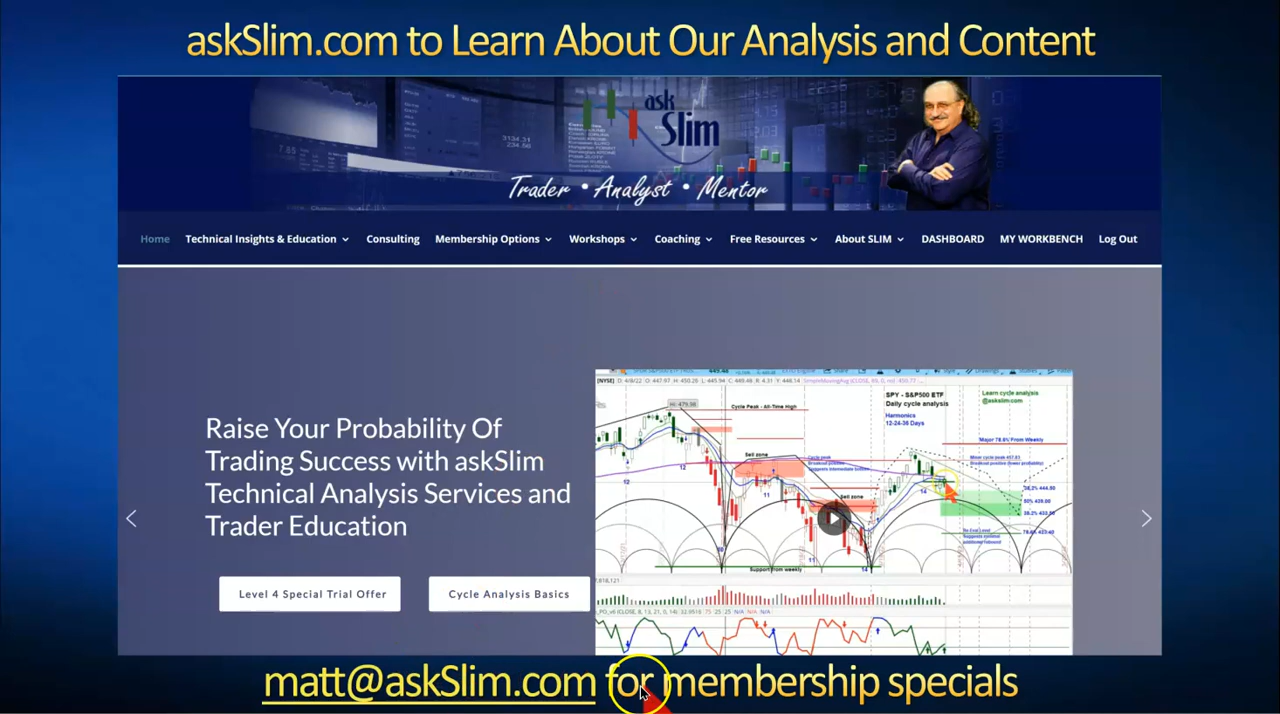 askSlim.com to Learn About Our Analysis and Content
ask
Slim
Trader • Analyst • Mentor
Home Technical Insights & Education Consulting Membership Options Workshops Coaching Free Resources About SLIM DASHBOARD MY WORKBENCH Log Out
Raise Your Probability Of
Trading Success with askSlim
Technical Analysis Services and
Trader Education
Level 4 Special Trial Offer
Cycle Analysis Basics
[NYSE]
Cycle Peak - All-Time High
SPY - S&P500 ETF
Daily cycle analysis
Harmonics
12-24-36 Days
Learn cycle analysis
@askslim.com
Major 78.6% From Weekly
Sell zone
Sell zone
Support from weekly
matt@askSlim.com for membership specials